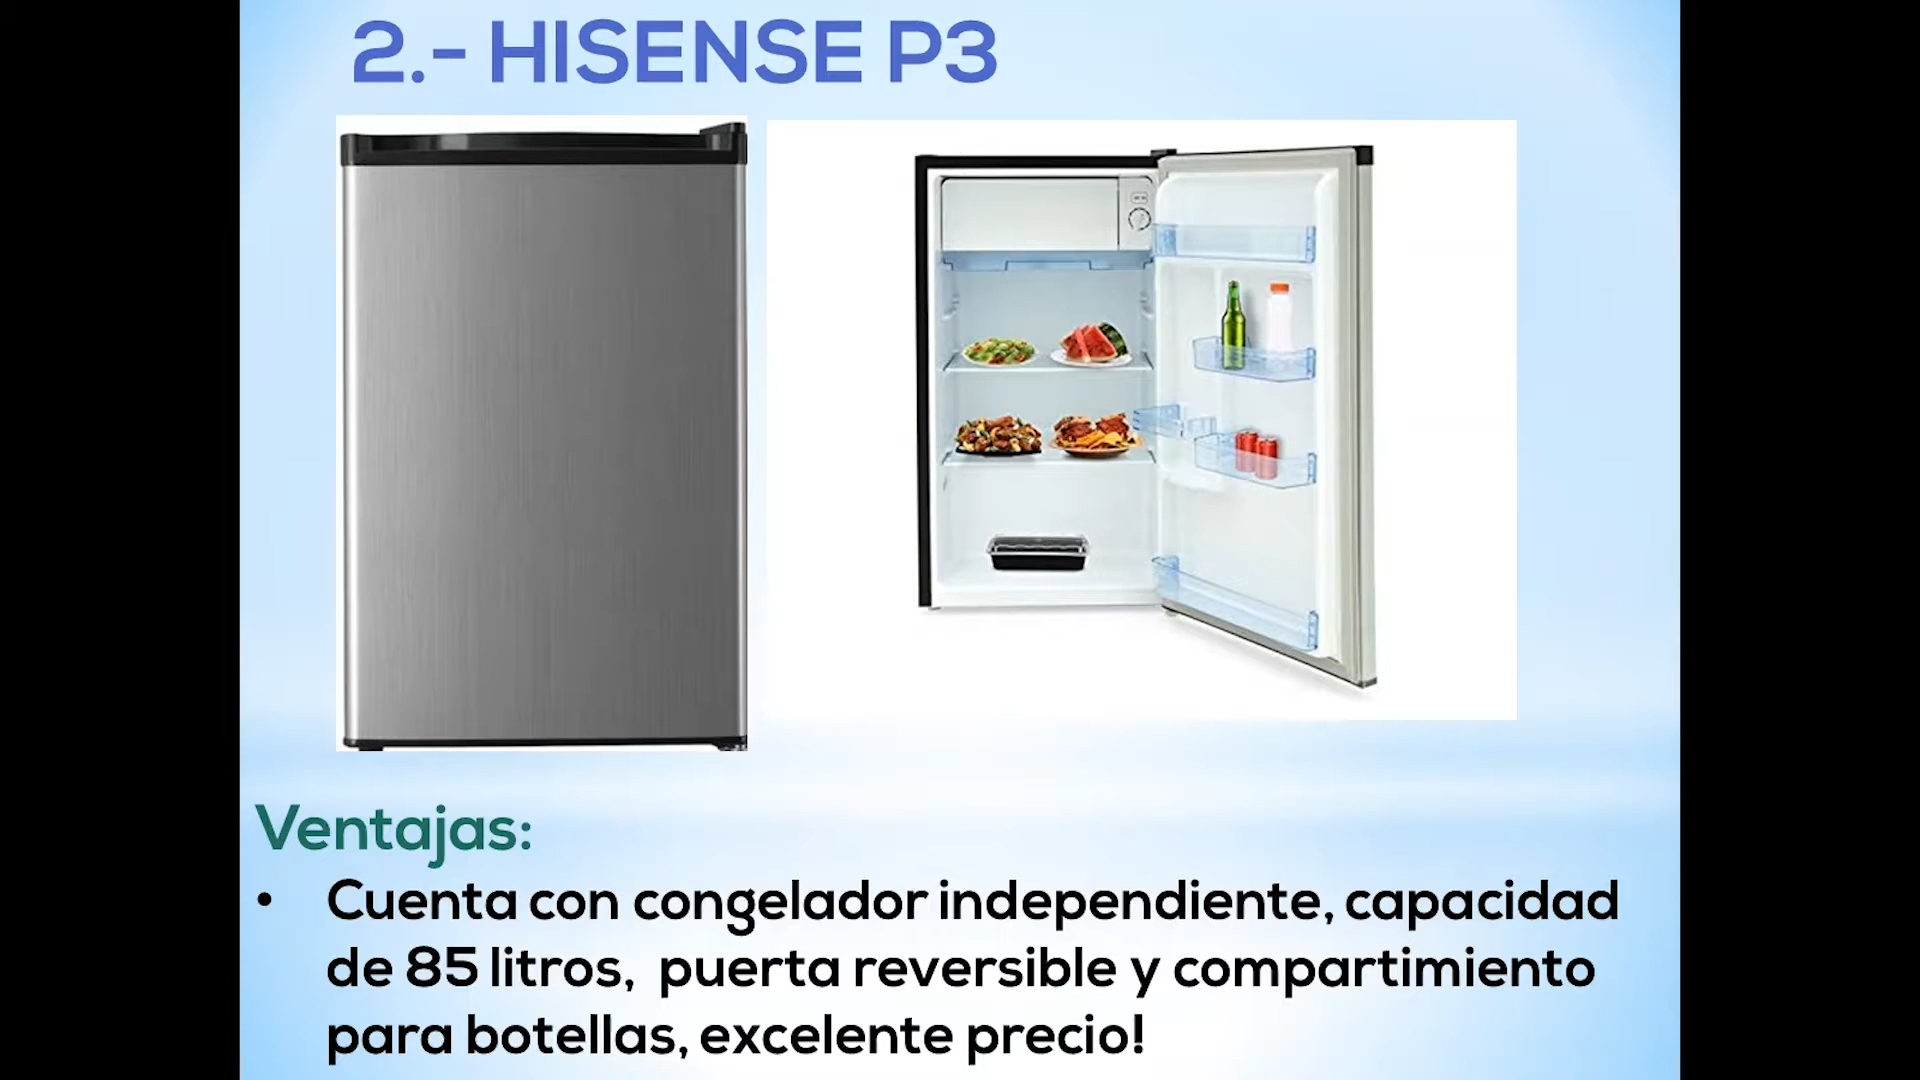 2.- HISENSE P3
Ventajas:
• Cuenta con congelador independiente, capacidad
de 85 litros, puerta reversible y compartimiento
para botellas, excelente precio!